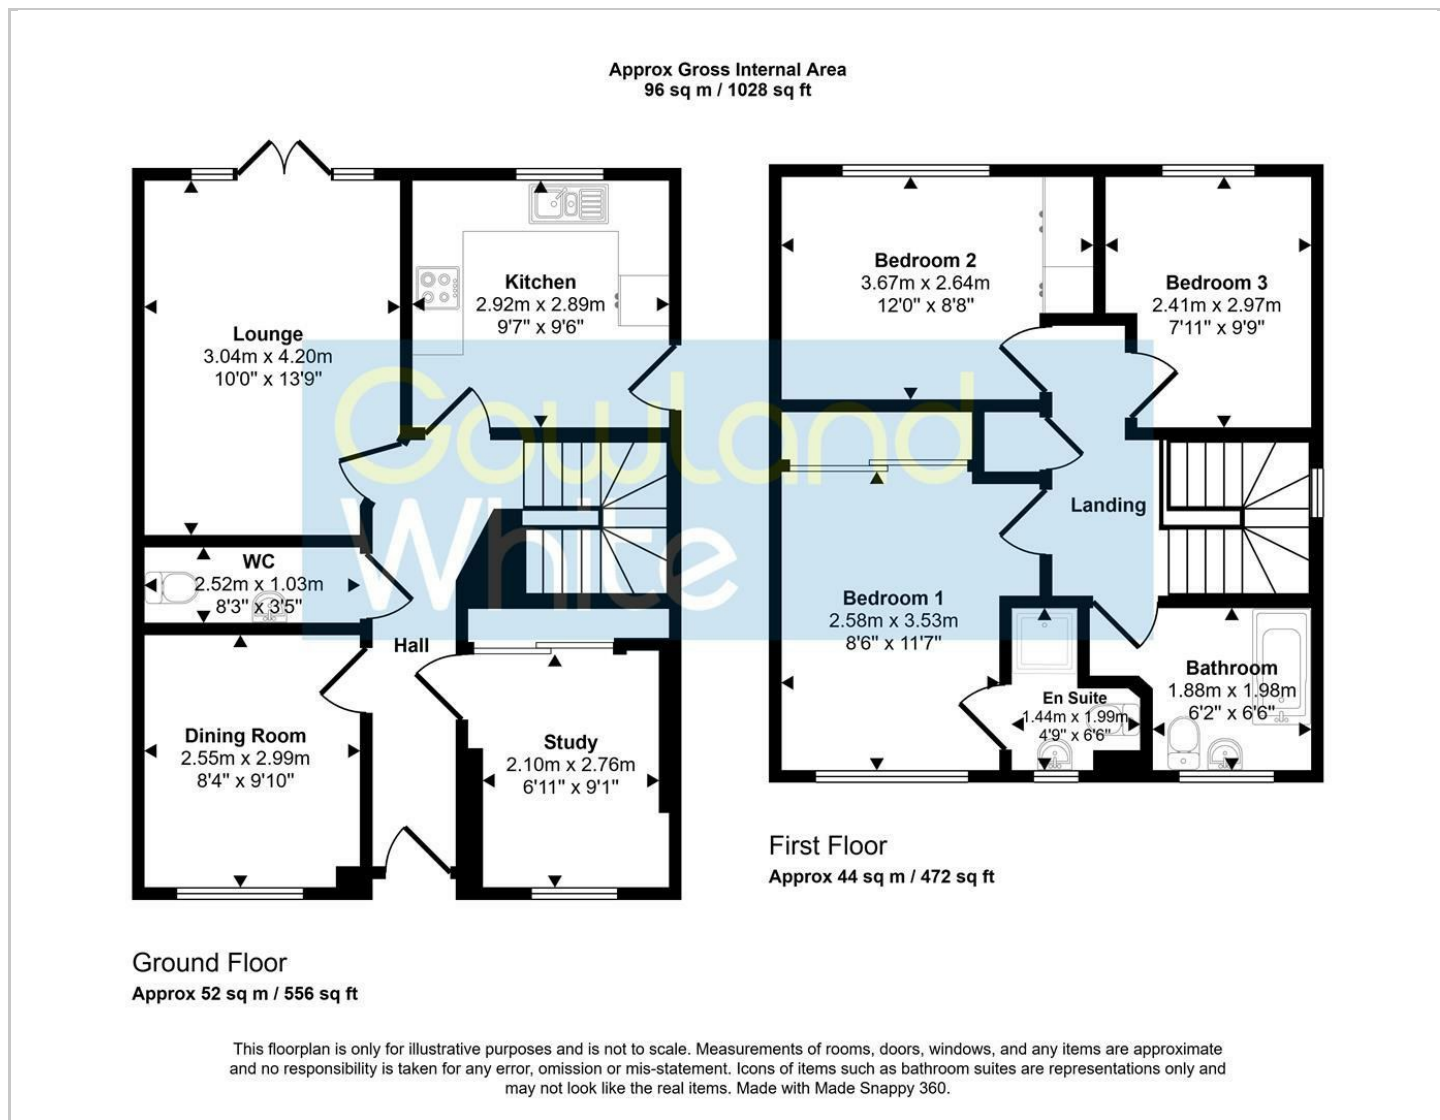 Approx Gross Internal Area
96 sq m / 1028 sq ft
Lounge
3.04m x 4.20m
10'0" x 13'9"
Kitchen
2.92m x 2.89m
9'7" x 9'6"
WC
2.52m x 1.03m
8'3" x 3'5"
Hall
Dining Room
2.55m x 2.99m
8'4" x 9'10"
Study
2.10m x 2.76m
6'11" x 9'1"
Ground Floor
Approx 52 sq m / 556 sq ft
Bedroom 2
3.67m x 2.64m
12'0" x 8'8"
Bedroom 3
2.41m x 2.97m
7'11" x 9'9"
Landing
Bedroom 1
2.58m x 3.53m
8'6" x 11'7"
En Suite
1.44m x 1.99m
4'9" x 6'6"
Bathroom
1.88m x 1.98m
6'2" x 6'6"
First Floor
Approx 44 sq m / 472 sq ft
Gowland
White
This floorplan is only for illustrative purposes and is not to scale. Measurements of rooms, doors, windows, and any items are approximate
and no responsibility is taken for any error, omission or mis-statement. Icons of items such as bathroom suites are representations only and
may not look like the real items. Made with Made Snappy 360.